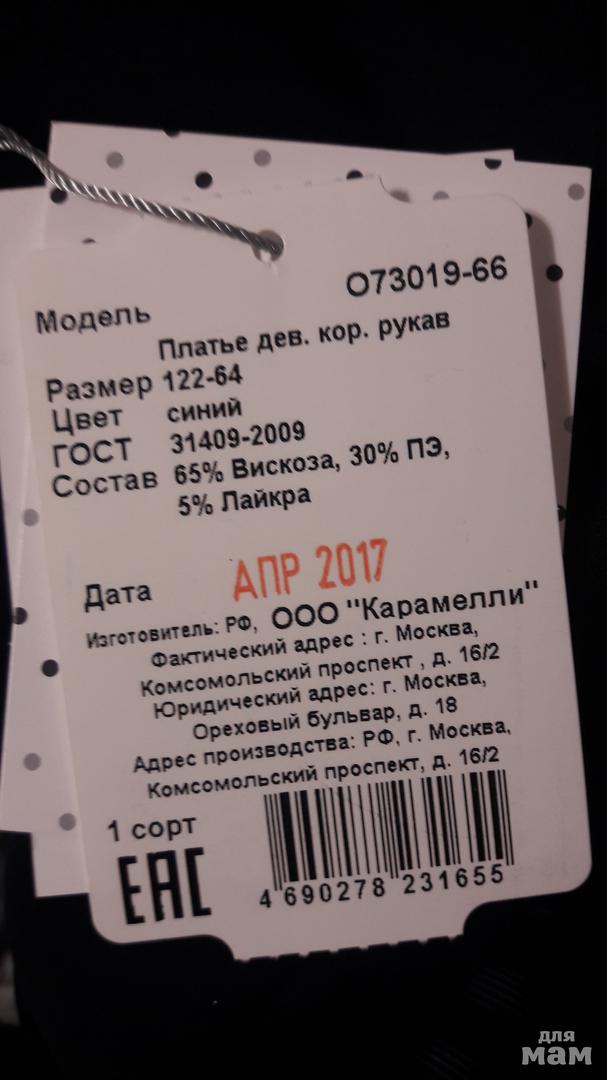 О73019-66
Модель
Платье дев. кор. рукав
Размер 122-64
Цвет синий
ГОСТ 31409-2009
Состав 65% Вискоза, 30% ПЭ,
5% Лайкра
Дата АПР 2017
Изготовитель: РФ, ООО "Карамелли"
Фактический адрес : г. Москва,
Комсомольский проспект , д. 16/2
Юридический адрес: г. Москва,
Ореховый бульвар, д. 18
Адрес производства: РФ, г. Москва,
Комсомольский проспект, д. 16/2
1 сорт
ЕАС
4 690278 231655
для
мам